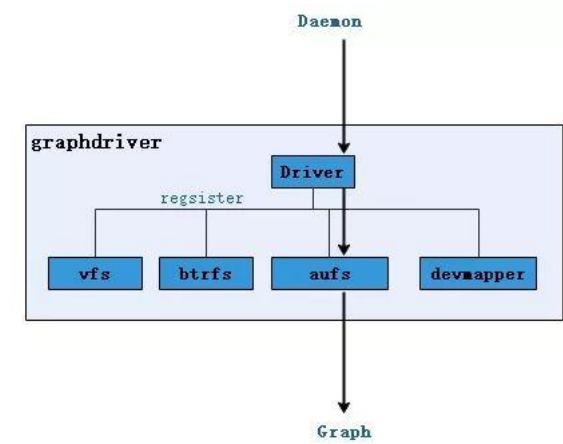 Daemon
graphdriver
Driver
regsister
vfs
btrfs
aufs
devmapper
Graph